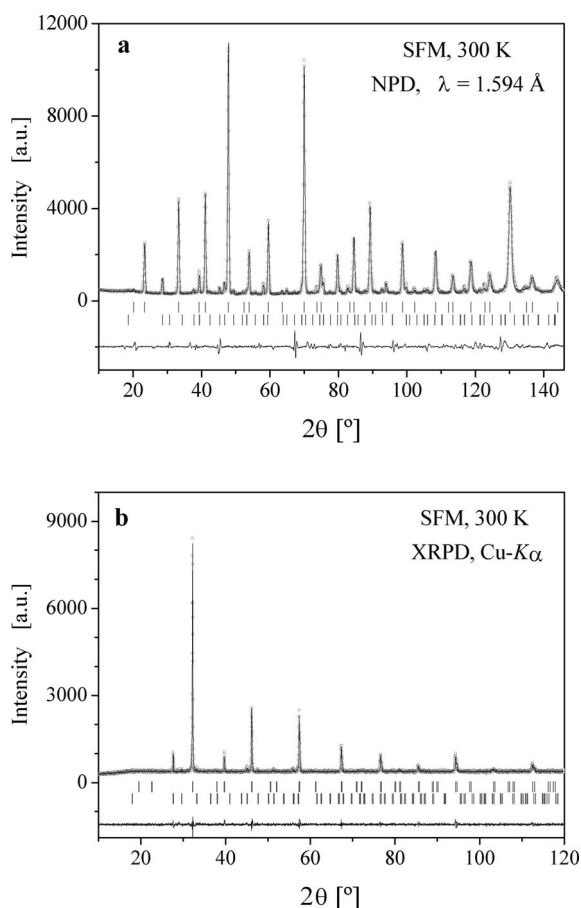 12000
a
SFM, 300 K
NPD, λ = 1.594 Å
8000
4000
0
Intensity [a.u.]
20 40 60 80 100 120 140
2θ [º]
9000
b
SFM, 300 K
XRPD, Cu-Kα
6000
3000
0
Intensity [a.u.]
20 40 60 80 100 120
2θ [º]